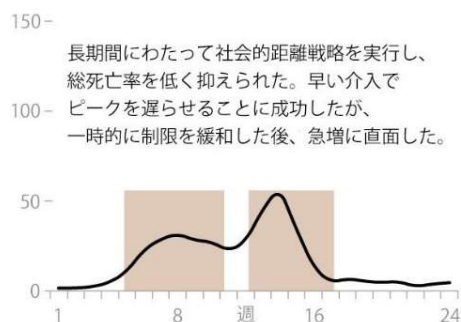 150
長期間にわたって社会的距離戦略を実行し、
総死亡率を低く抑えられた。早い介入で
ピークを遅らせることに成功したが、
一時的に制限を緩和した後、急増に直面した。
100
50
0
1 8 週 16 24